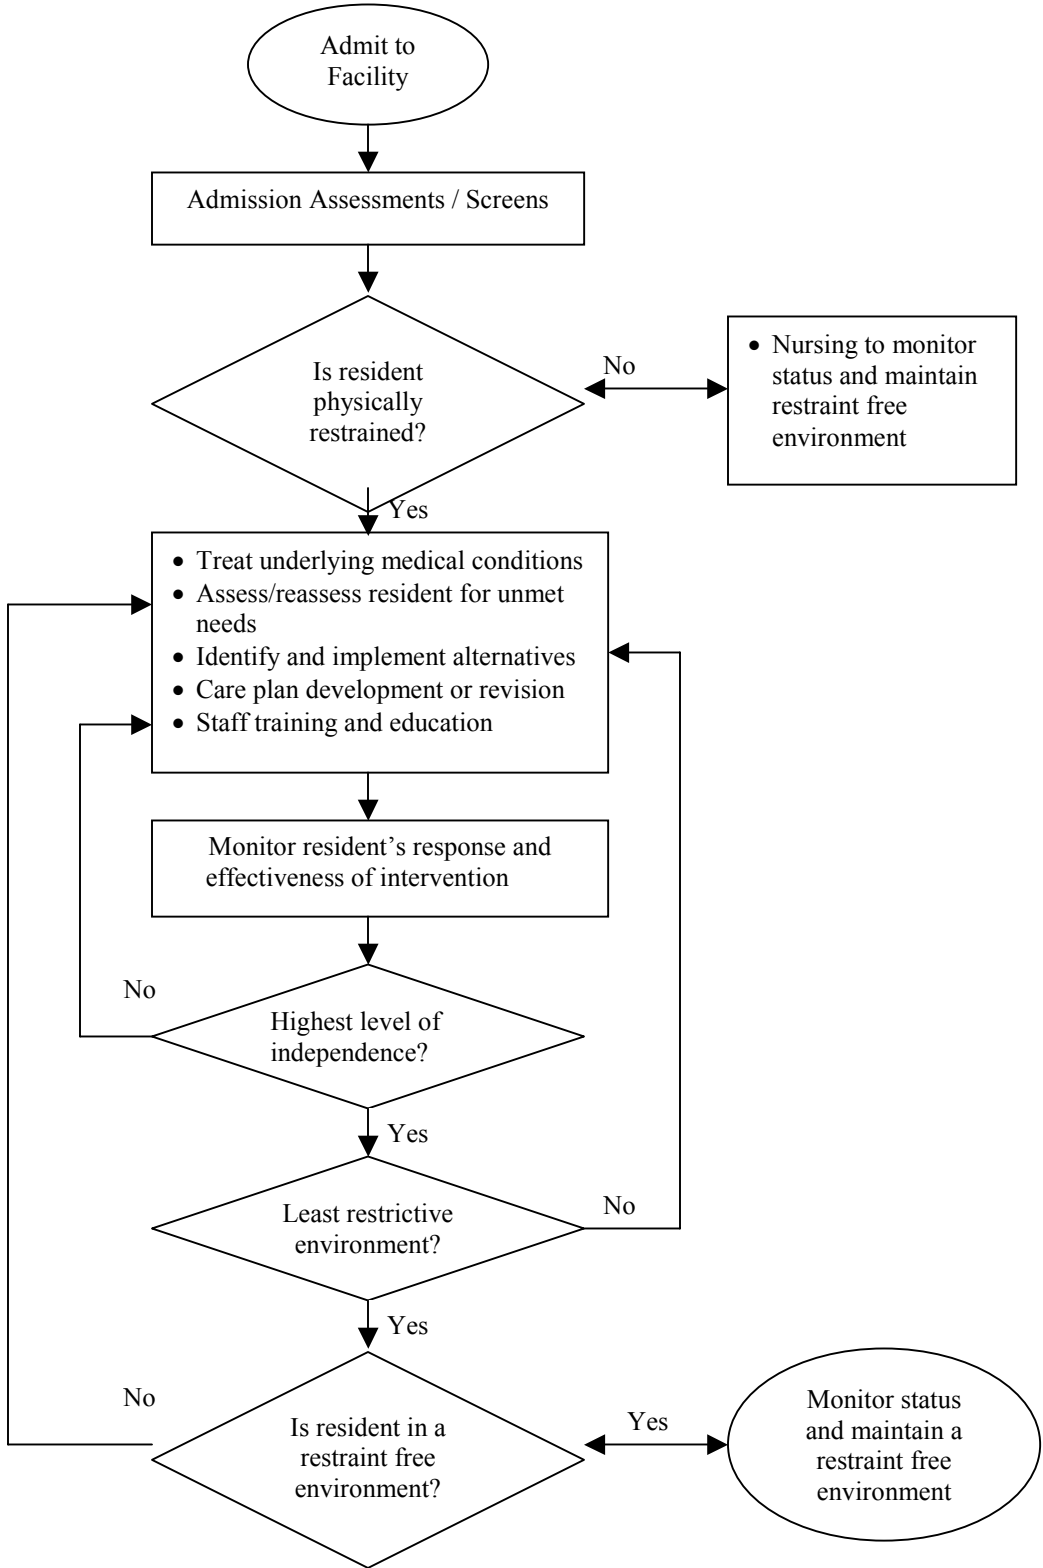 Admit to
Facility
Admission Assessments / Screens
Is resident
physically
restrained?
No
• Nursing to monitor
status and maintain
restraint free
environment
Yes
• Treat underlying medical conditions
• Assess/reassess resident for unmet
needs
• Identify and implement alternatives
• Care plan development or revision
• Staff training and education
Monitor resident’s response and
effectiveness of intervention
No
Highest level of
independence?
Yes
Least restrictive
environment?
No
Yes
No
Is resident in a
restraint free
environment?
Yes
Monitor status
and maintain a
restraint free
environment